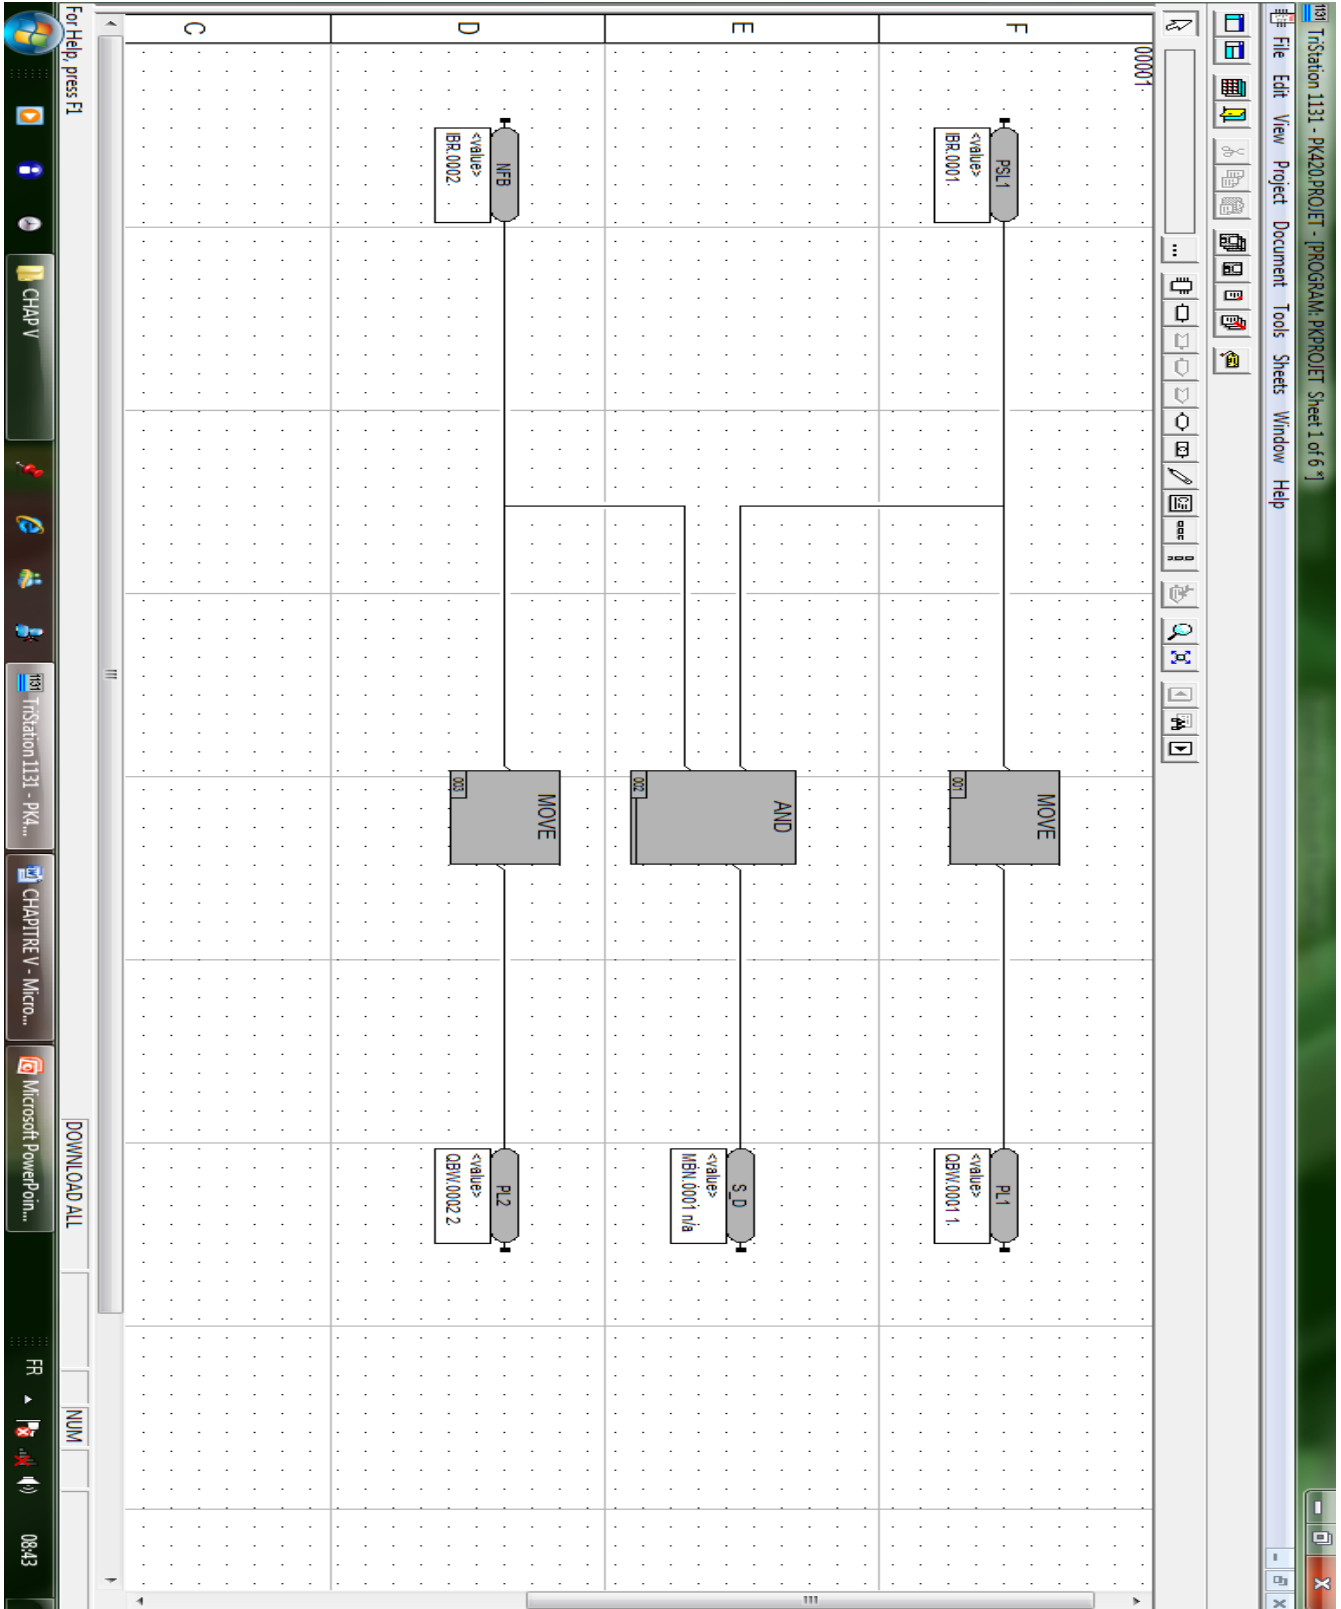 1131 TriStation 1131 - PK420.PROJET - [PROGRAM: PKPROJET Sheet 1 of 6 *]
File Edit View Project Document Tools Sheets Window Help
00001
F
PSL1
<value>
IBR.0001
MOVE
001
PL1
<value>
QBW.0001 1.
E
AND
002
S_D
<value>
MBN.0001 n/a
D
NFB
<value>
IBR.0002.
MOVE
003
PL2
<value>
QBW.0002 2.
C
For Help, press F1
DOWNLOAD ALL
NUM
CHAP V
1131 TriStation 1131 - PK4...
CHAPITRE V - Micro...
Microsoft PowerPoin...
FR
08:43